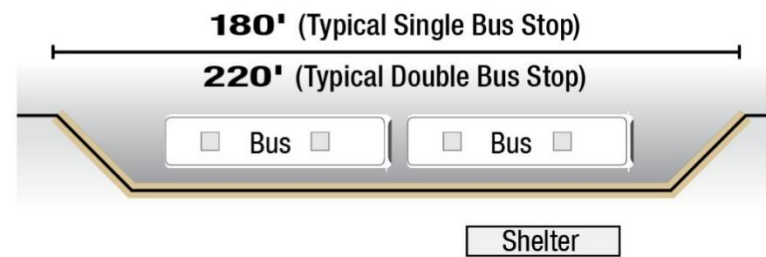 180' (Typical Single Bus Stop)
220' (Typical Double Bus Stop)
Bus Bus
Shelter